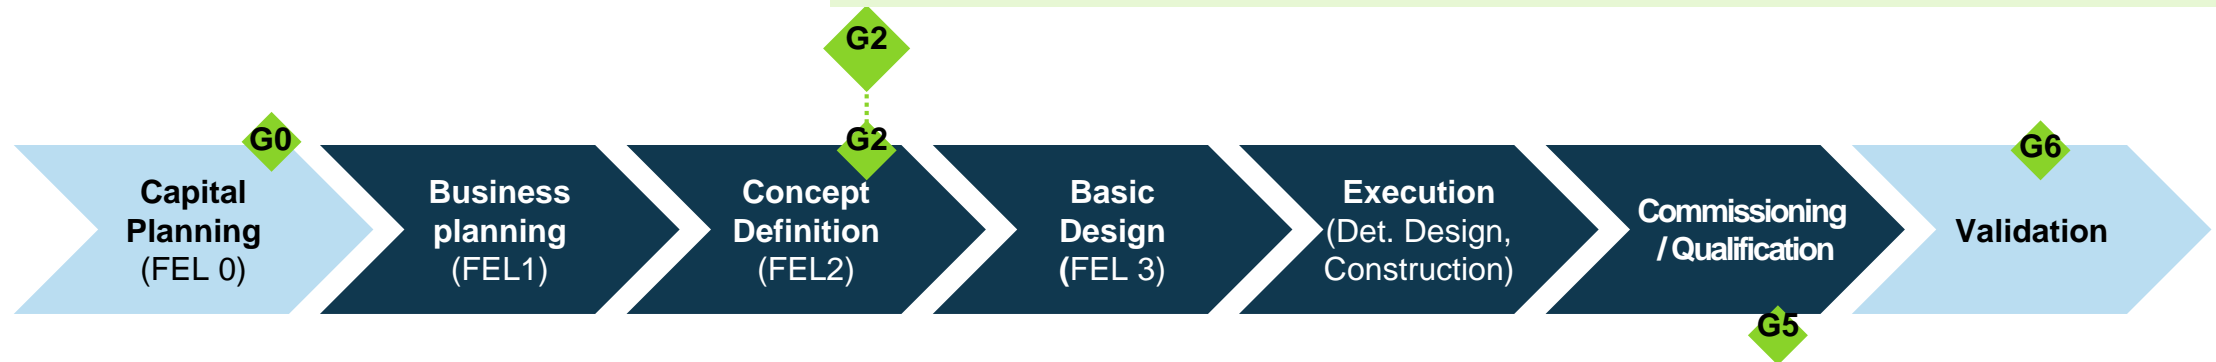 G2
G0
G2
G6
Capital
Planning
(FEL 0)
Business
planning
(FEL1)
Concept
Definition
(FEL2)
Basic
Design
(FEL 3)
Execution
(Det. Design,
Construction)
Commissioning
/ Qualification
Validation
G5